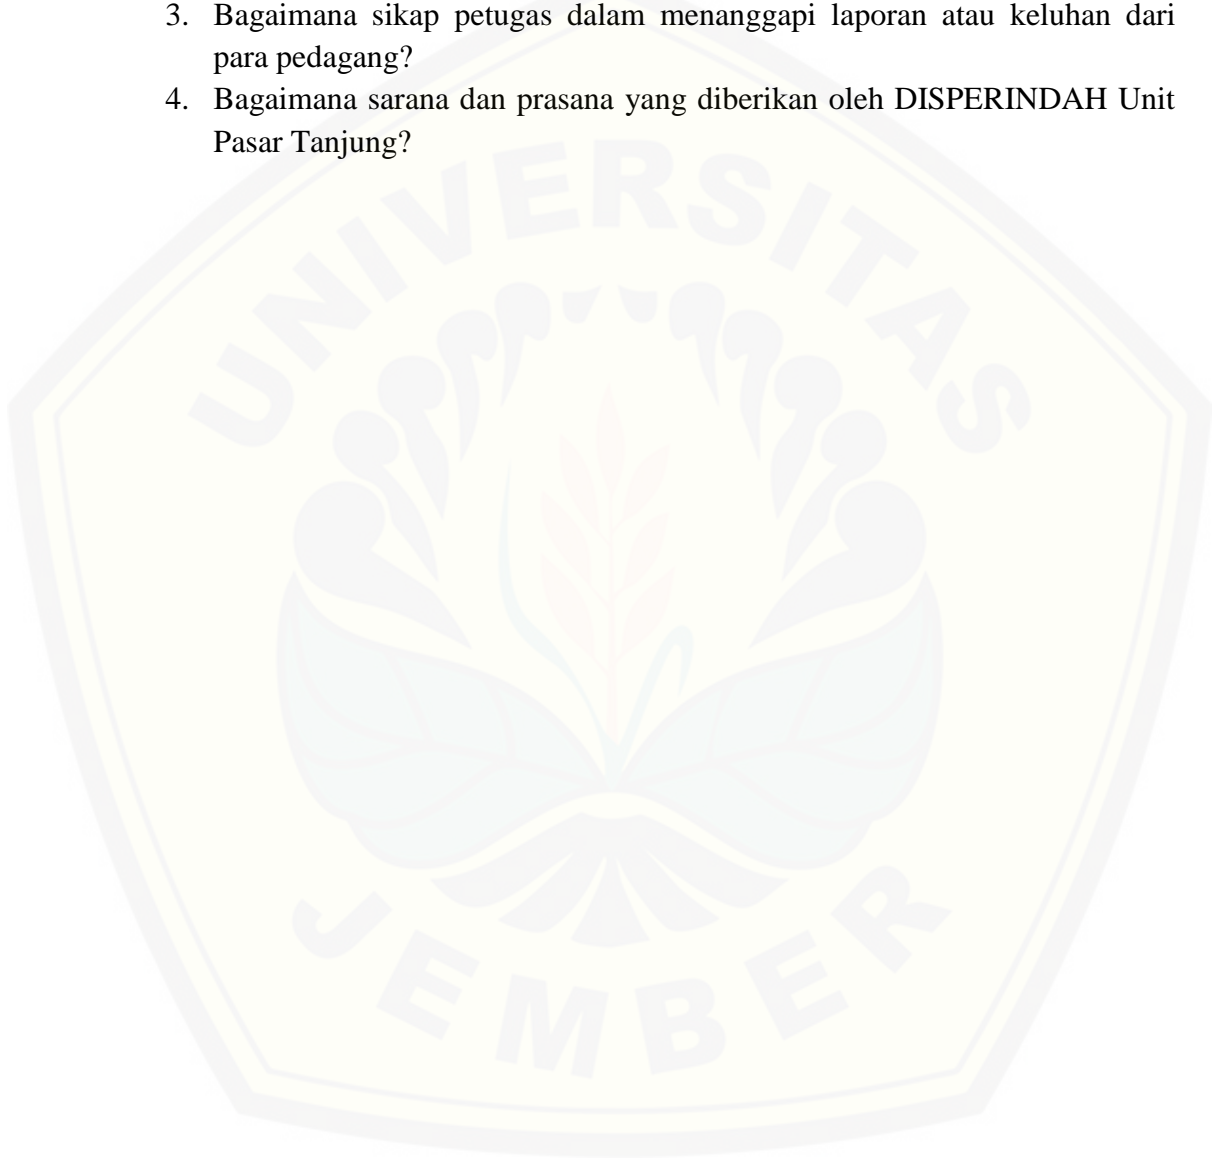 3. Bagaimana sikap petugas dalam menanggapi laporan atau keluhan dari
para pedagang?
4. Bagaimana sarana dan prasana yang diberikan oleh DISPERINDAH Unit
Pasar Tanjung?
UNIVERSITAS
JEMBER